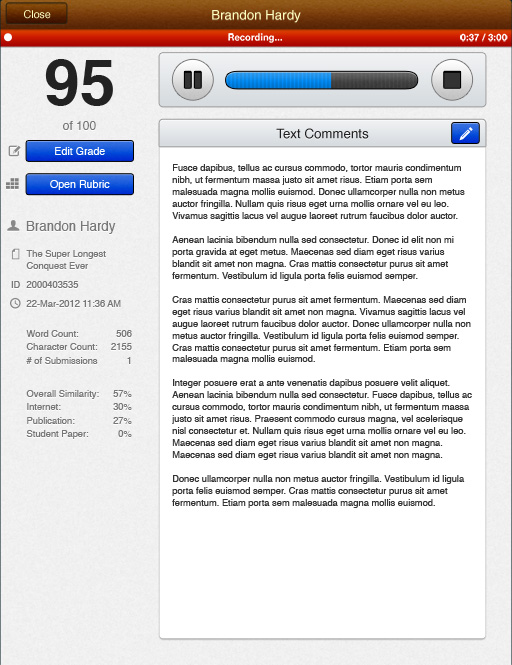 Close
Brandon Hardy
Recording...
0:37 / 3:00
95
of 100
Edit Grade
Open Rubric
Brandon Hardy
The Super Longest
Conquest Ever
ID 2000403535
22-Mar-2012 11:36 AM
Word Count: 506
Character Count: 2155
# of Submissions 1
Overall Similarity: 57%
Internet: 30%
Publication: 27%
Student Paper: 0%
Text Comments
Fusce dapibus, tellus ac cursus commodo, tortor mauris condimentum
nibh, ut fermentum massa justo sit amet risus. Etiam porta sem
malesuada magna mollis euismod. Donec ullamcorper nulla non metus
auctor fringilla. Nullam quis risus eget urna mollis ornare vel eu leo.
Vivamus sagittis lacus vel augue laoreet rutrum faucibus dolor auctor.
Aenean lacinia bibendum nulla sed consectetur. Donec id elit non mi
porta gravida at eget metus. Maecenas sed diam eget risus varius
blandit sit amet non magna. Cras mattis consectetur purus sit amet
fermentum. Vestibulum id ligula porta felis euismod semper.
Cras mattis consectetur purus sit amet fermentum. Maecenas sed diam
eget risus varius blandit sit amet non magna. Vivamus sagittis lacus vel
augue laoreet rutrum faucibus dolor auctor. Donec ullamcorper nulla non
metus auctor fringilla. Vestibulum id ligula porta felis euismod semper.
Cras mattis consectetur purus sit amet fermentum. Etiam porta sem
malesuada magna mollis euismod.
Integer posuere erat a ante venenatis dapibus posuere velit aliquet.
Aenean lacinia bibendum nulla sed consectetur. Fusce dapibus, tellus ac
cursus commodo, tortor mauris condimentum nibh, ut fermentum massa
justo sit amet risus. Praesent commodo cursus magna, vel scelerisque
nisl consectetur et. Nullam quis risus eget urna mollis ornare vel eu leo.
Maecenas sed diam eget risus varius blandit sit amet non magna.
Maecenas sed diam eget risus varius blandit sit amet non magna.
Donec ullamcorper nulla non metus auctor fringilla. Vestibulum id ligula
porta felis euismod semper. Cras mattis consectetur purus sit amet
fermentum. Etiam porta sem malesuada magna mollis euismod.